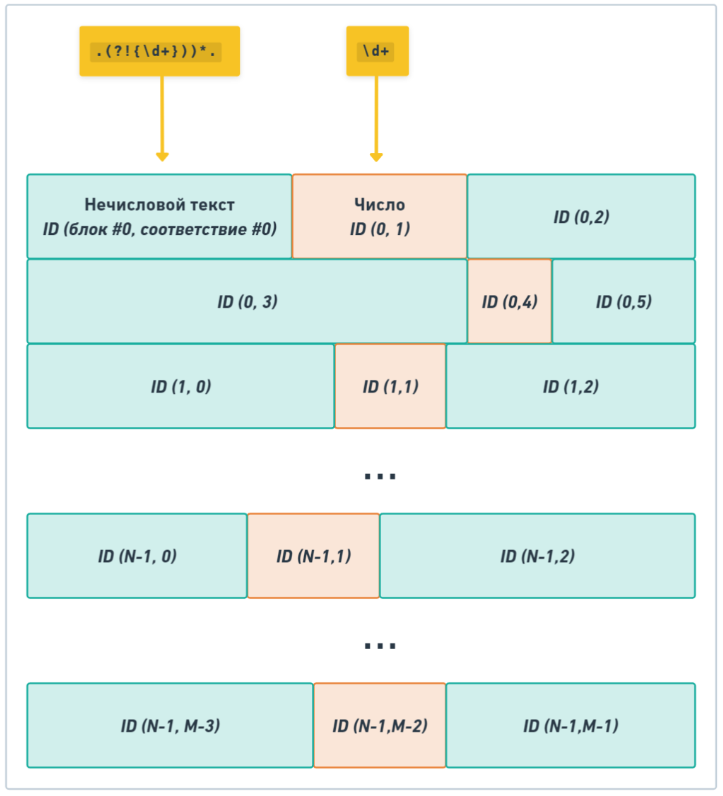 .(?!{\d+}))*.
\d+
Нечисловой текст
ID (блок #0, соответствие #0)
Число
ID (0, 1)
ID (0,2)
ID (0, 3)
ID (0,4)
ID (0,5)
ID (1, 0)
ID (1,1)
ID (1,2)
...
ID (N-1, 0)
ID (N-1,1)
ID (N-1,2)
...
ID (N-1, M-3)
ID (N-1,M-2)
ID (N-1,M-1)